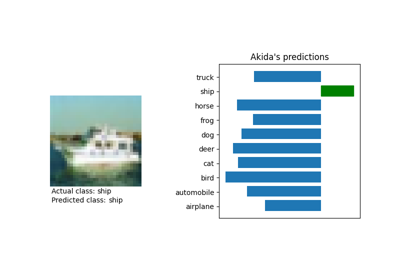 Akida's predictions
truck
ship
horse
frog
dog
deer
cat
bird
automobile
airplane
Actual class: ship
Predicted class: ship